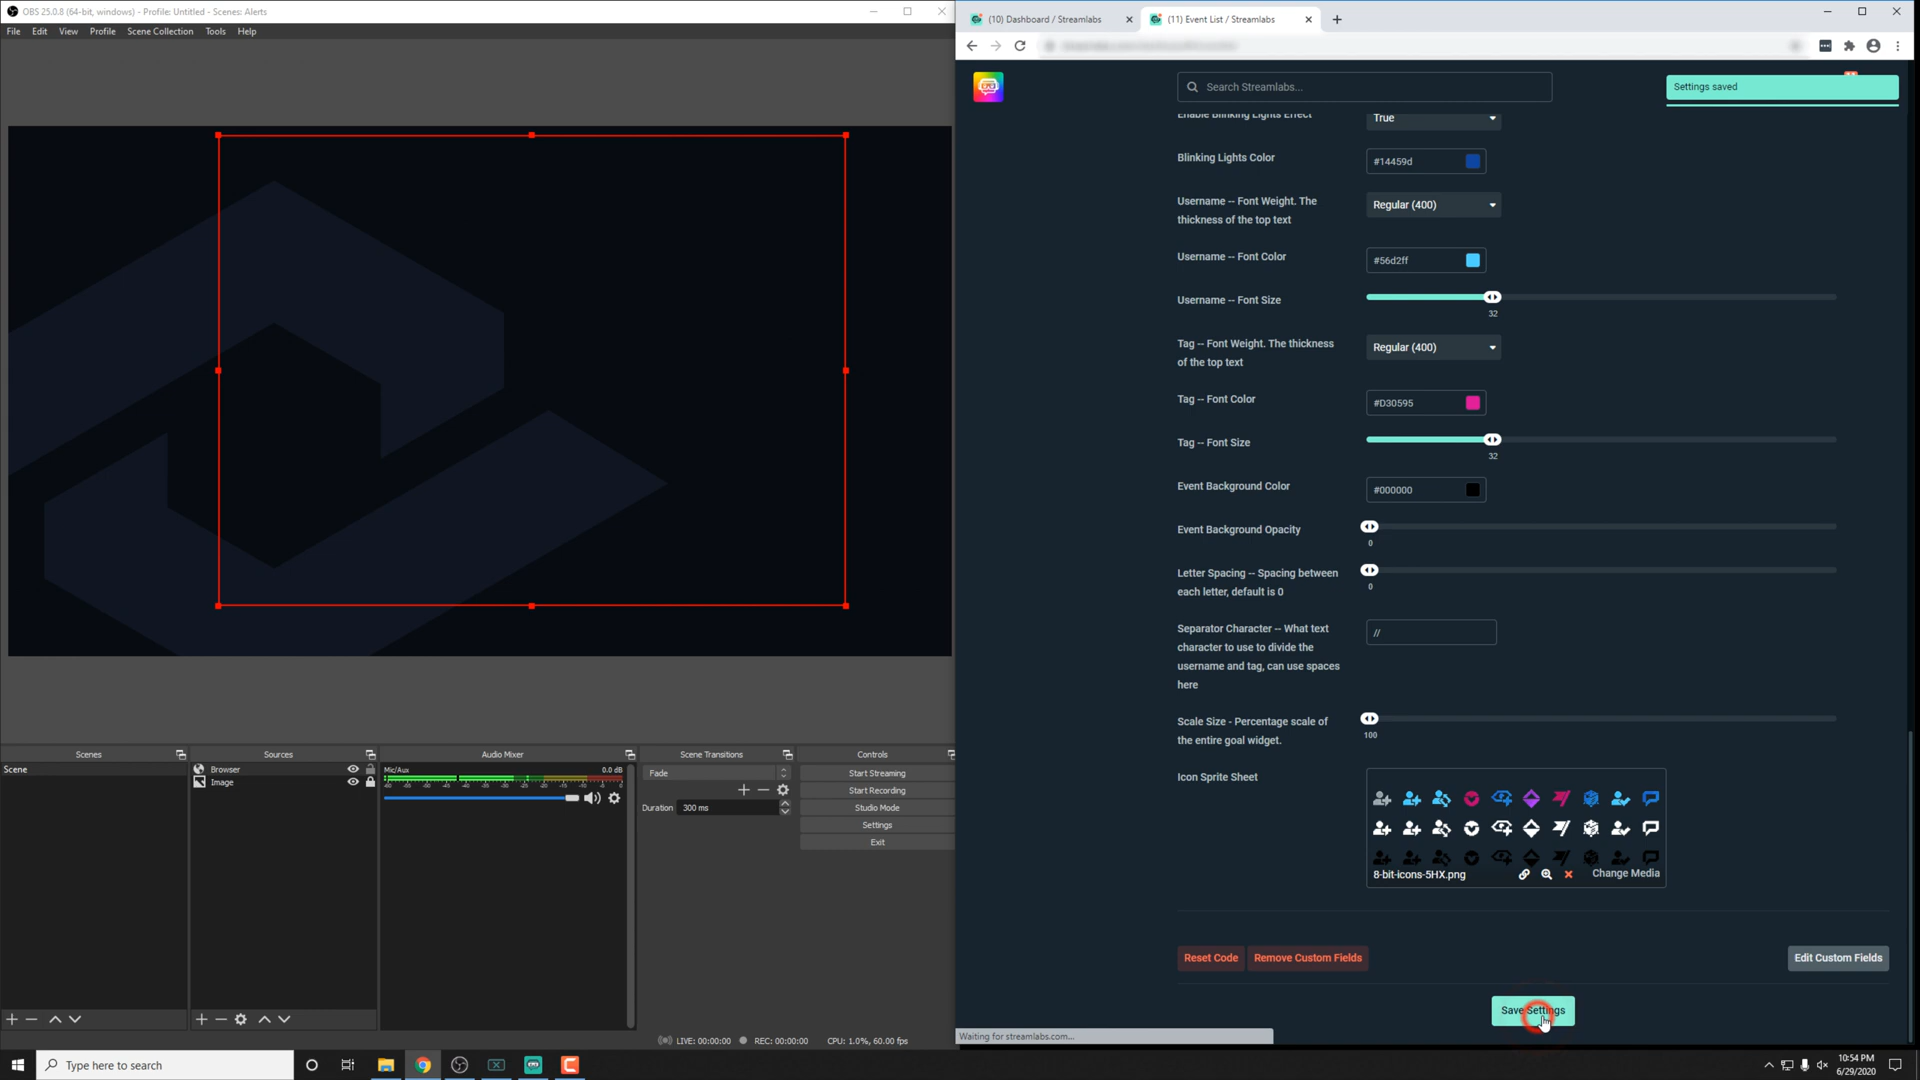 OBS 25.0.8 (64-bit, windows) - Profile: Untitled - Scenes: Alerts
File Edit View Profile Scene Collection Tools Help
Scenes
Scene
Sources
Browser
Image
Audio Mixer
Mic/Aux 0.0 dB
Scene Transitions
Fade
Duration 300 ms
Controls
Start Streaming
Start Recording
Studio Mode
Settings
Exit
LIVE: 00:00:00 REC: 00:00:00 CPU: 1.0%, 60.00 fps
(10) Dashboard / Streamlabs
(11) Event List / Streamlabs
Search Streamlabs...
Settings saved
Enable Blinking Lights Effect
True
Blinking Lights Color
#14459d
Username -- Font Weight. The
thickness of the top text
Regular (400)
Username -- Font Color
#56d2ff
Username -- Font Size
32
Tag -- Font Weight. The thickness
of the top text
Regular (400)
Tag -- Font Color
#D30595
Tag -- Font Size
32
Event Background Color
#000000
Event Background Opacity
0
Letter Spacing -- Spacing between
each letter, default is 0
0
Separator Character -- What text
character to use to divide the
username and tag, can use spaces
here
//
Scale Size - Percentage scale of
the entire goal widget.
100
Icon Sprite Sheet
8-bit-icons-5HX.png
Change Media
Reset Code
Remove Custom Fields
Edit Custom Fields
Save Settings
Waiting for streamlabs.com...
Type here to search
10:54 PM
6/29/2020